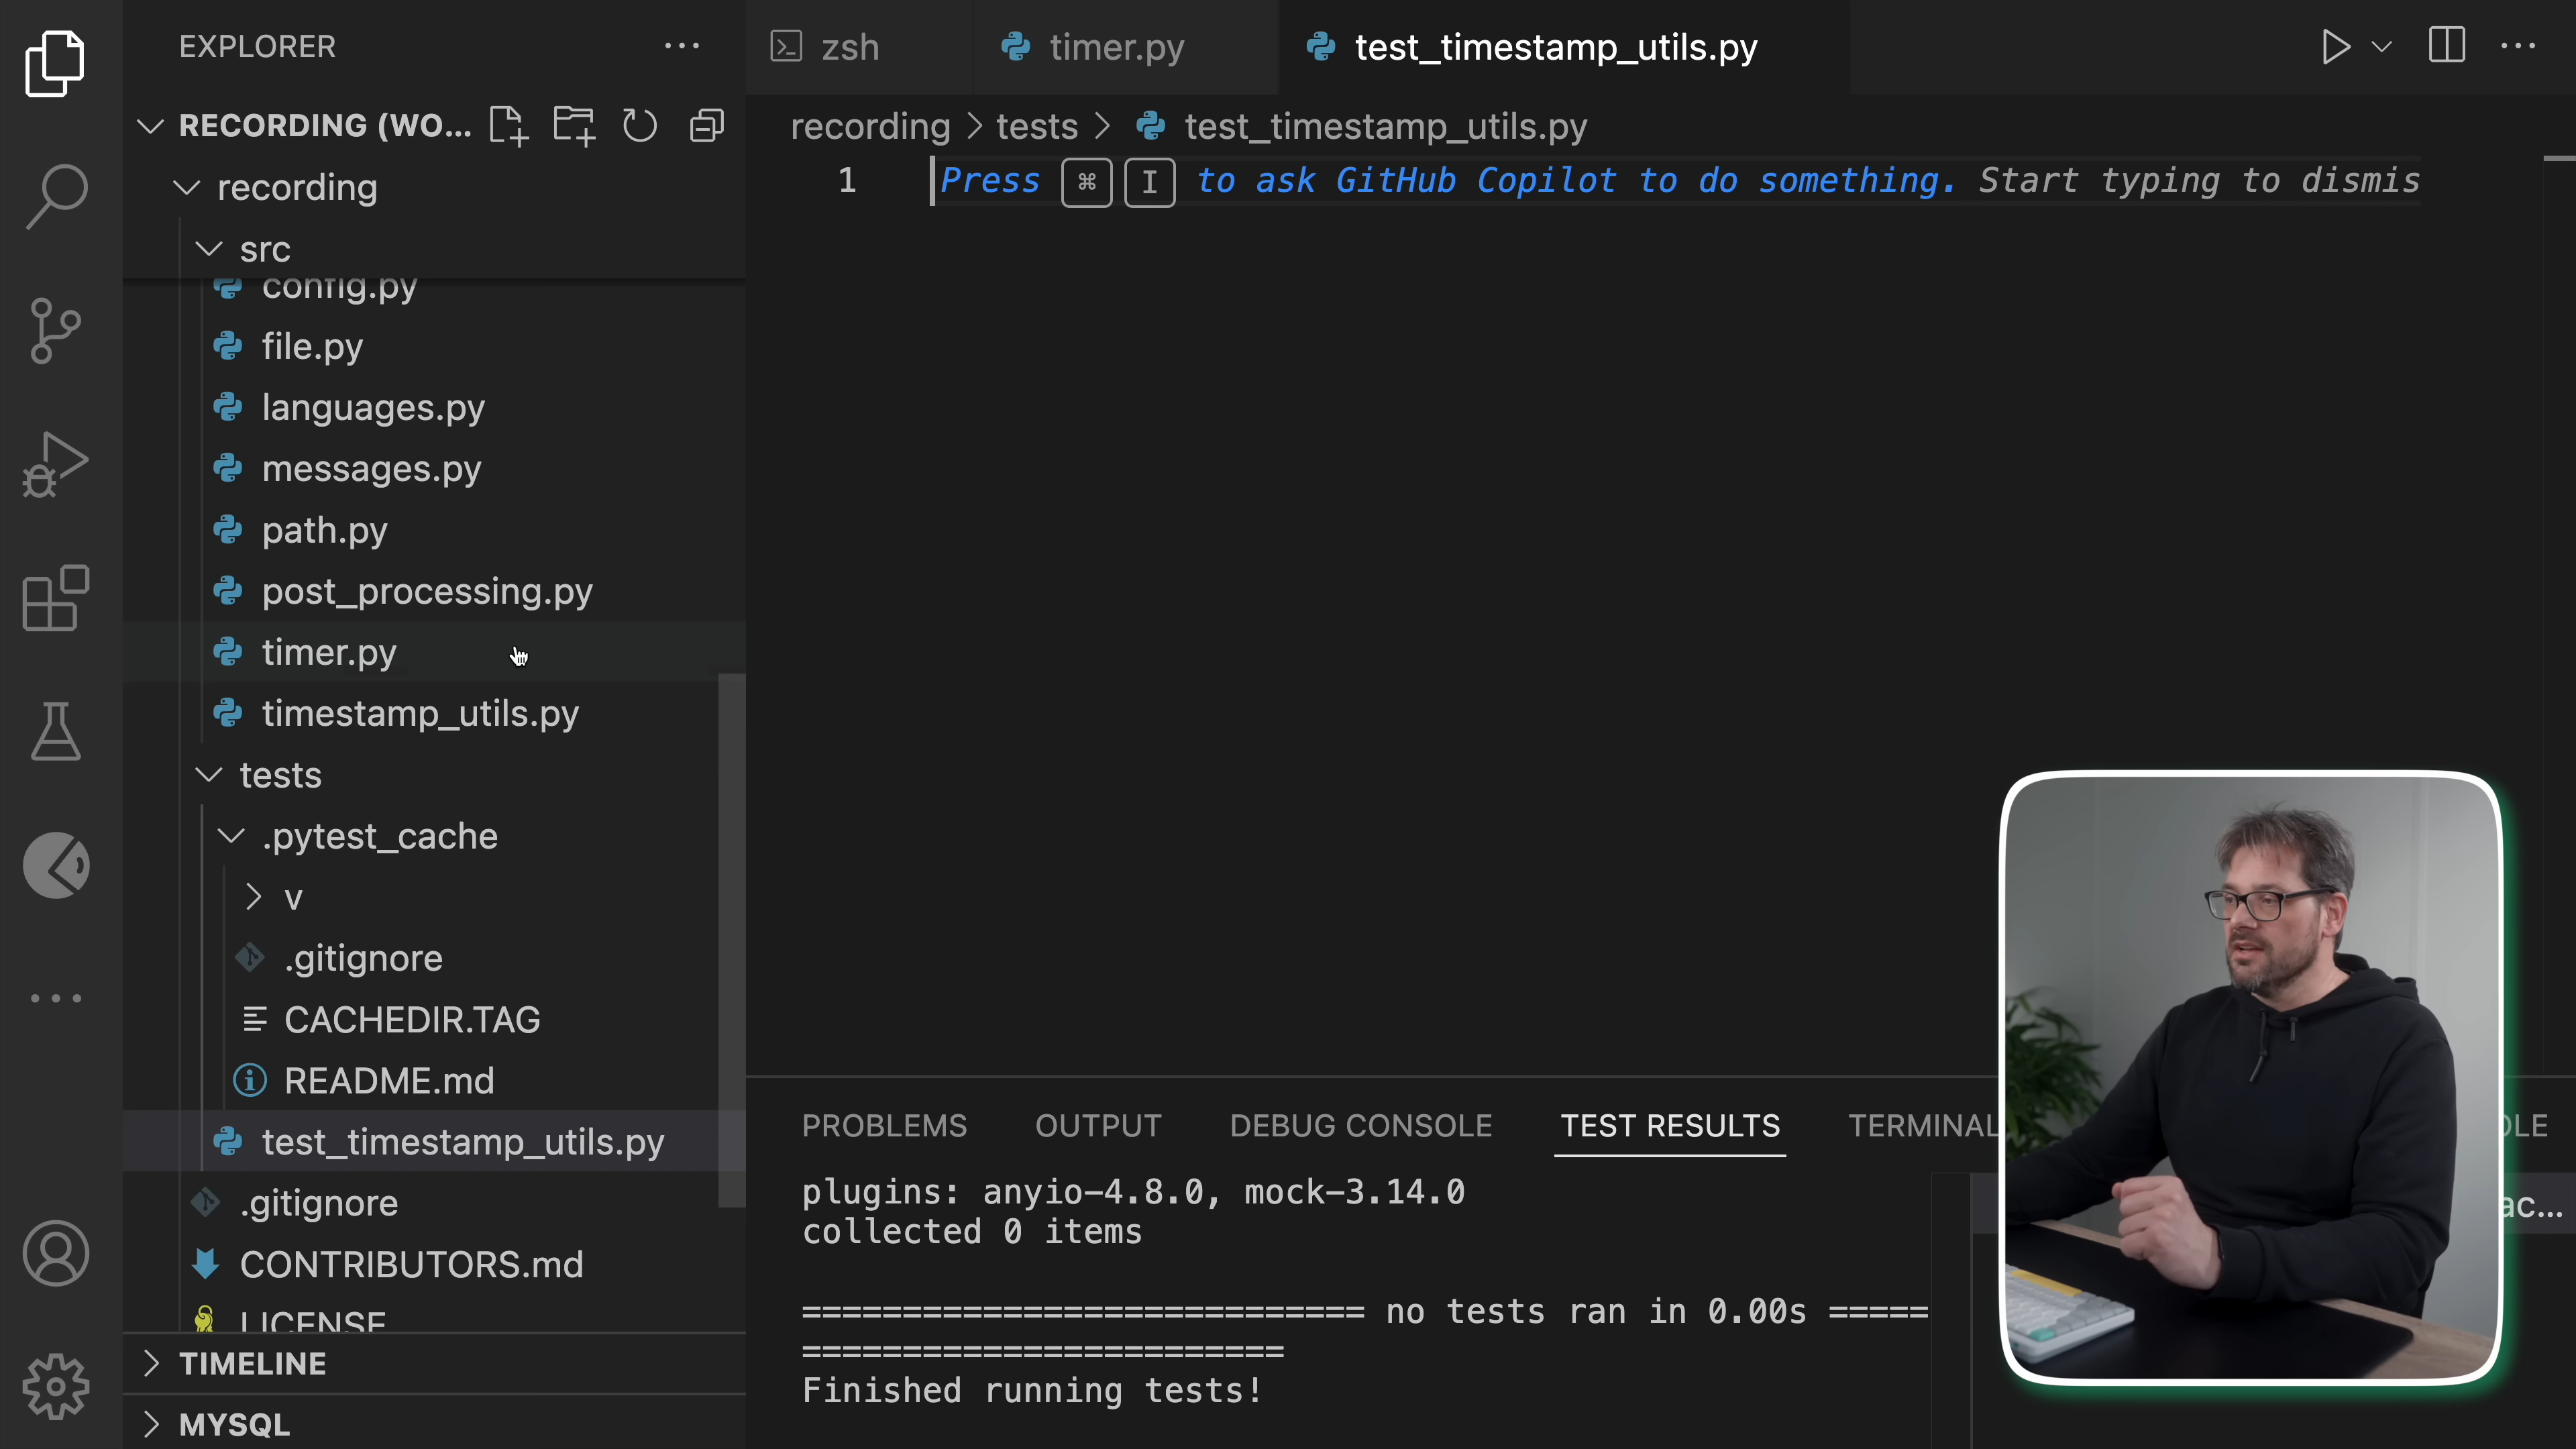 EXPLORER
RECORDING (WO...
recording
src
config.py
file.py
languages.py
messages.py
path.py
post_processing.py
timer.py
timestamp_utils.py
tests
.pytest_cache
v
.gitignore
CACHEDIR.TAG
README.md
test_timestamp_utils.py
.gitignore
CONTRIBUTORS.md
LICENSE
TIMELINE
MYSQL
zsh
timer.py
test_timestamp_utils.py
recording > tests > test_timestamp_utils.py
1 Press ⌘ I to ask GitHub Copilot to do something. Start typing to dismis
PROBLEMS OUTPUT DEBUG CONSOLE TEST RESULTS TERMINAL OLE
plugins: anyio-4.8.0, mock-3.14.0
collected 0 items
============================ no tests ran in 0.00s =====
========================
Finished running tests!
ac...